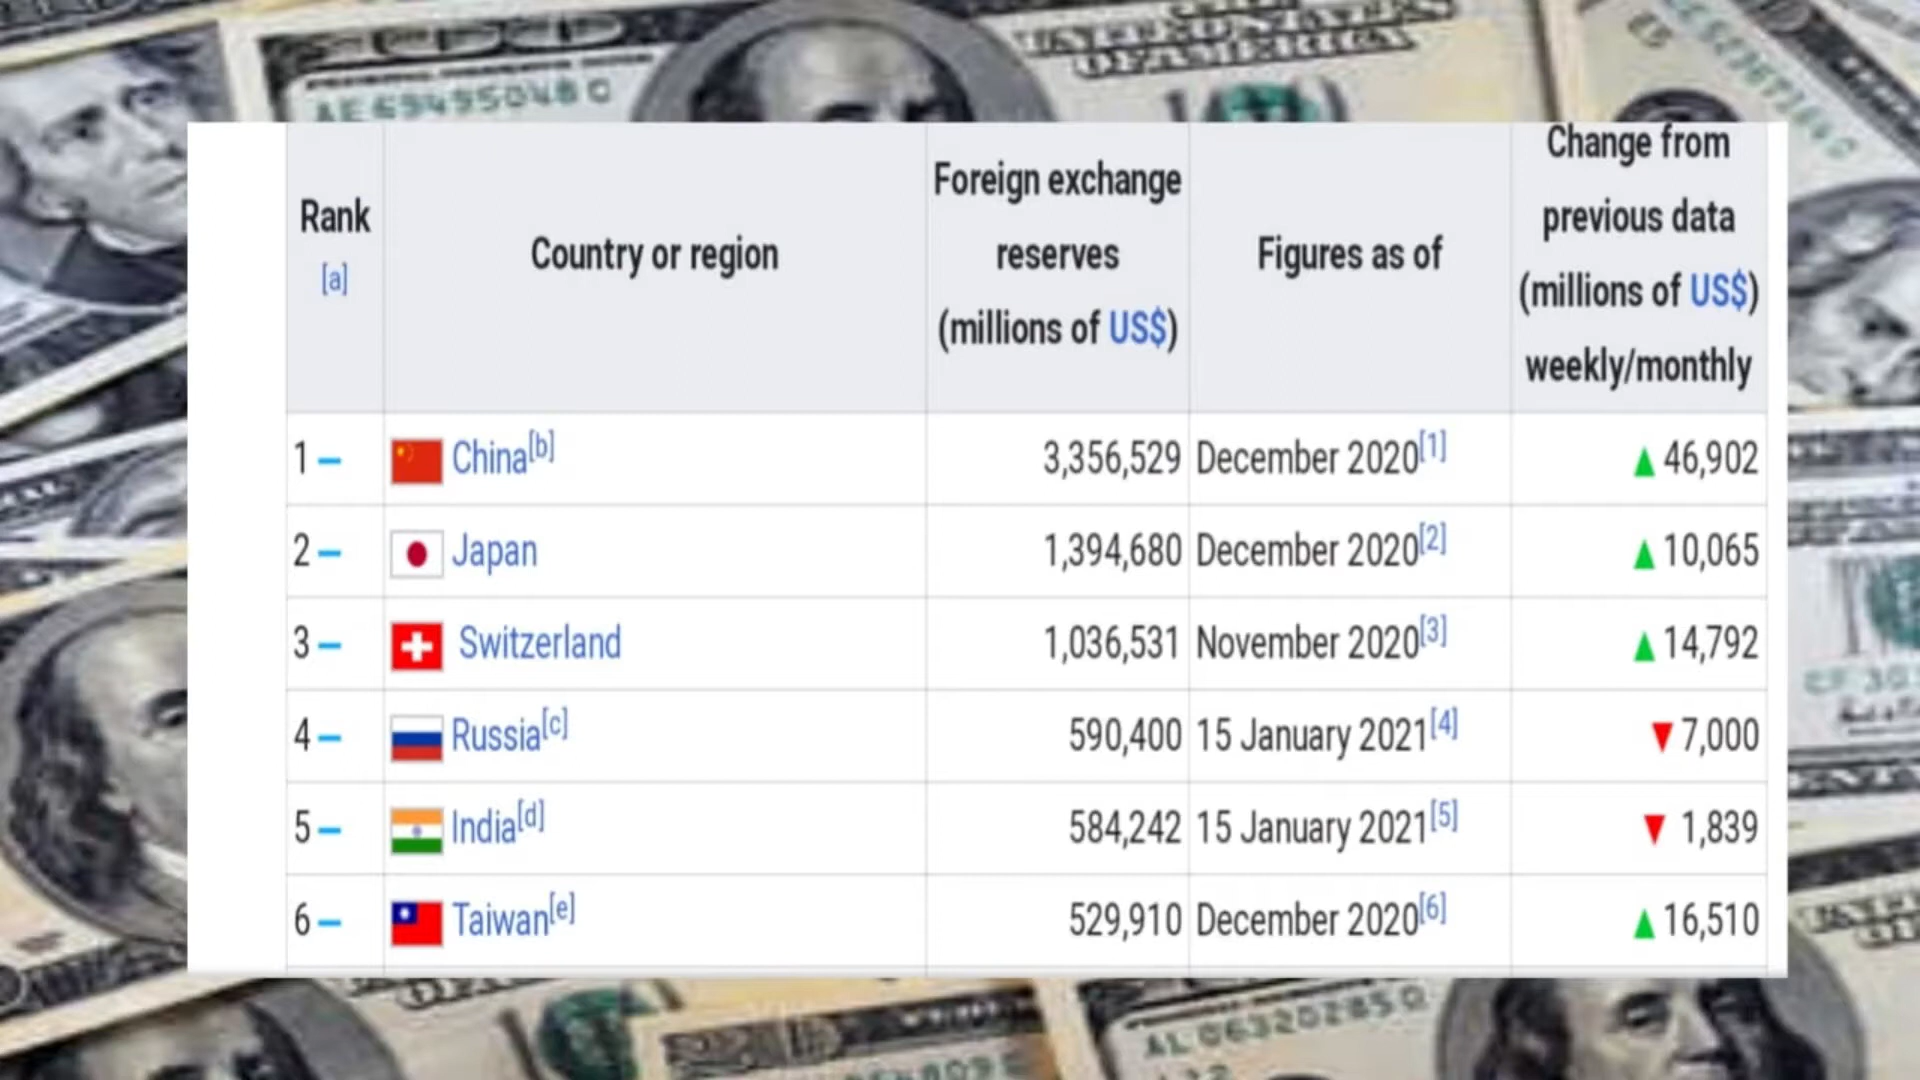 AE69495048C
OF AMERICA
Rank
[a]
Country or region
Foreign exchange
reserves
(millions of US$)
Figures as of
Change from
previous data
(millions of US$)
weekly/monthly
1 China[b] 3,356,529 December 2020[1] ▲ 46,902
2 Japan 1,394,680 December 2020[2] ▲ 10,065
3 Switzerland 1,036,531 November 2020[3] ▲ 14,792
4 Russia[c] 590,400 15 January 2021[4] ▼ 7,000
5 India[d] 584,242 15 January 2021[5] ▼ 1,839
6 Taiwan[e] 529,910 December 2020[6] ▲ 16,510